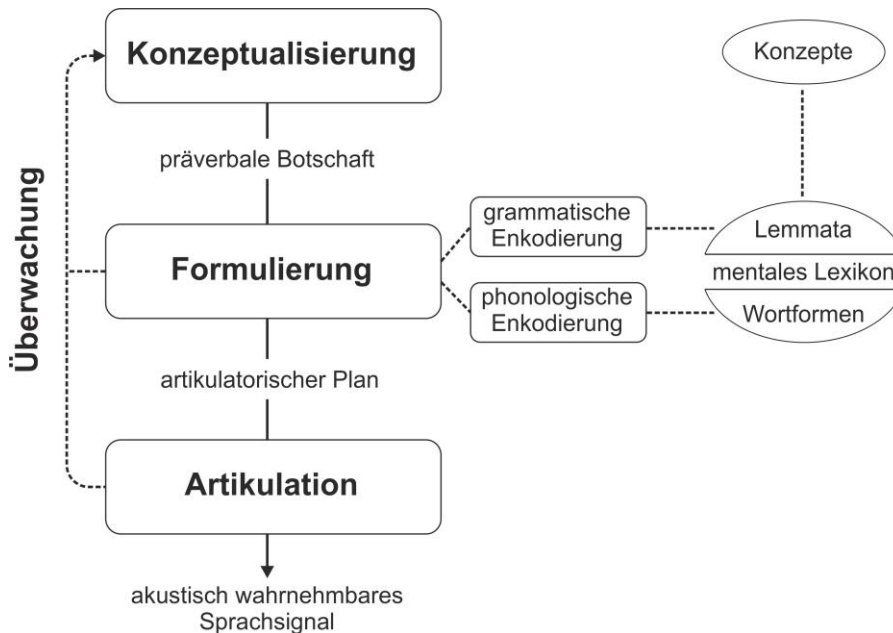 Konzeptualisierung
Konzepte
präverbale Botschaft
Überwachung
Formulierung
grammatische
Enkodierung
phonologische
Enkodierung
Lemmata
mentales Lexikon
Wortformen
artikulatorischer Plan
Artikulation
akustisch wahrnehmbares
Sprachsignal